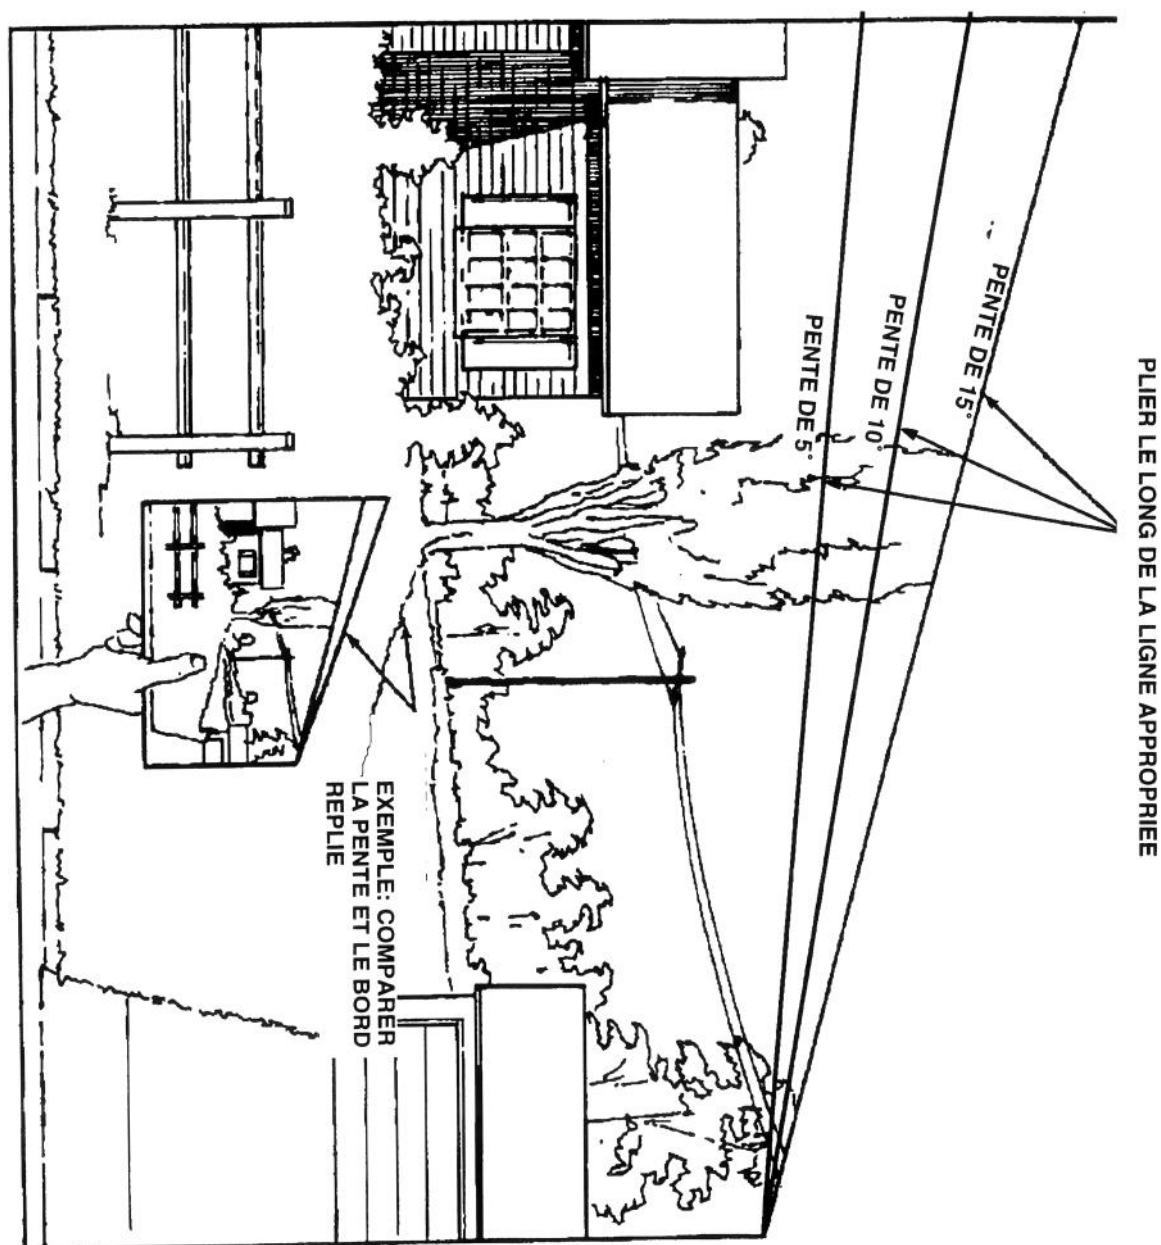 PLIER LE LONG DE LA LIGNE APPROPRIEE
PENTE DE 15°
PENTE DE 10°
PENTE DE 5°
EXEMPLE: COMPARER
LA PENTE ET LE BORD
REPLIE